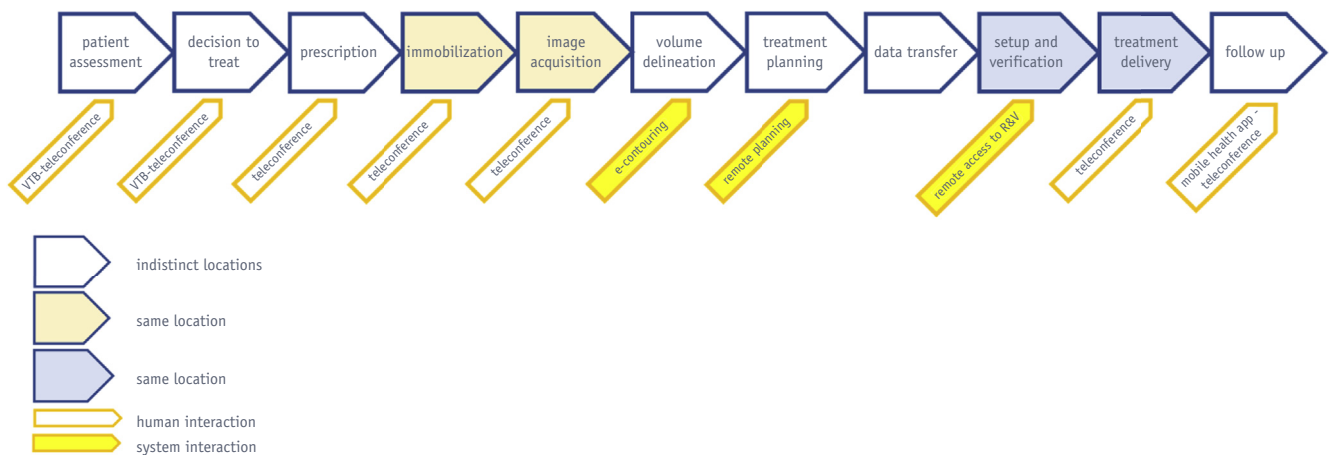 patient
assessment
decision to
treat
prescription
immobilization
image
acquisition
volume
delineation
treatment
planning
data transfer
setup and
verification
treatment
delivery
follow up
VTB-teleconference
VTB-teleconference
teleconference
teleconference
teleconference
e-contouring
remote planning
remote access to R&V
teleconference
mobile health app -
teleconference
indistinct locations
same location
same location
human interaction
system interaction